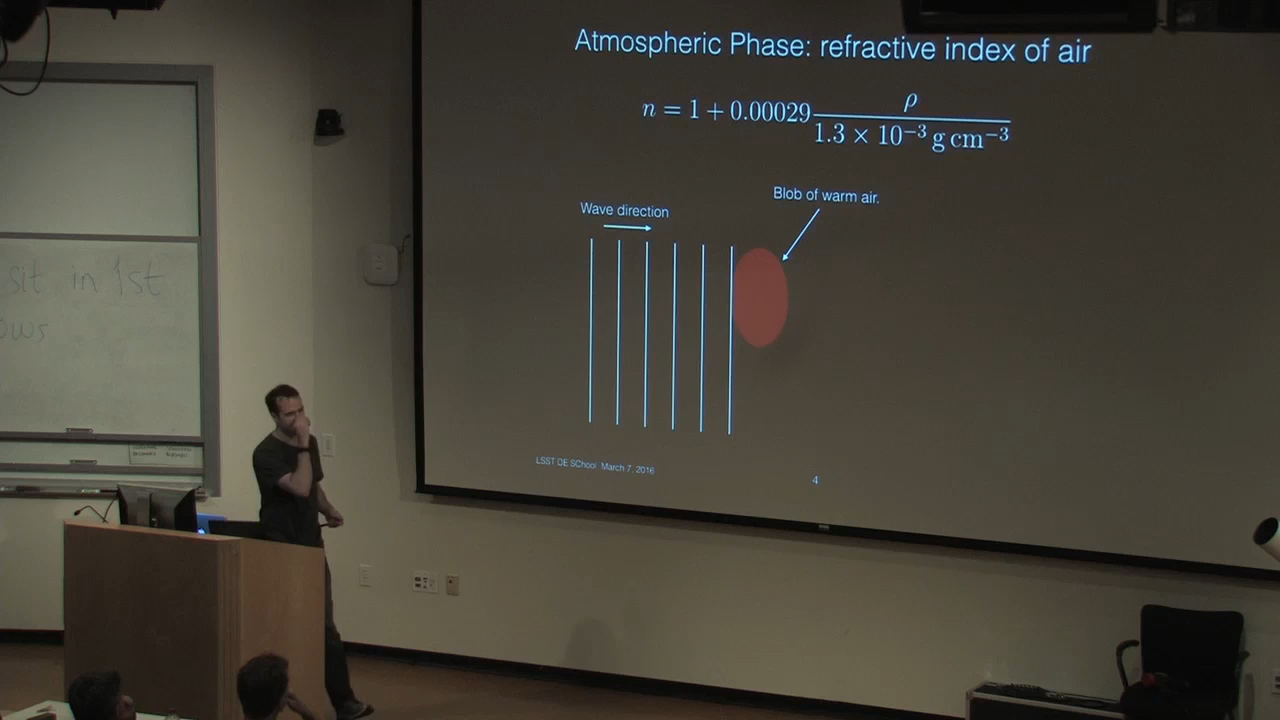 Atmospheric Phase: refractive index of air
n = 1 + 0.00029 ρ / 1.3 × 10⁻³ g cm⁻³
Blob of warm air.
Wave direction
sit in 1st
LSST DE SChool March 7, 2016
4